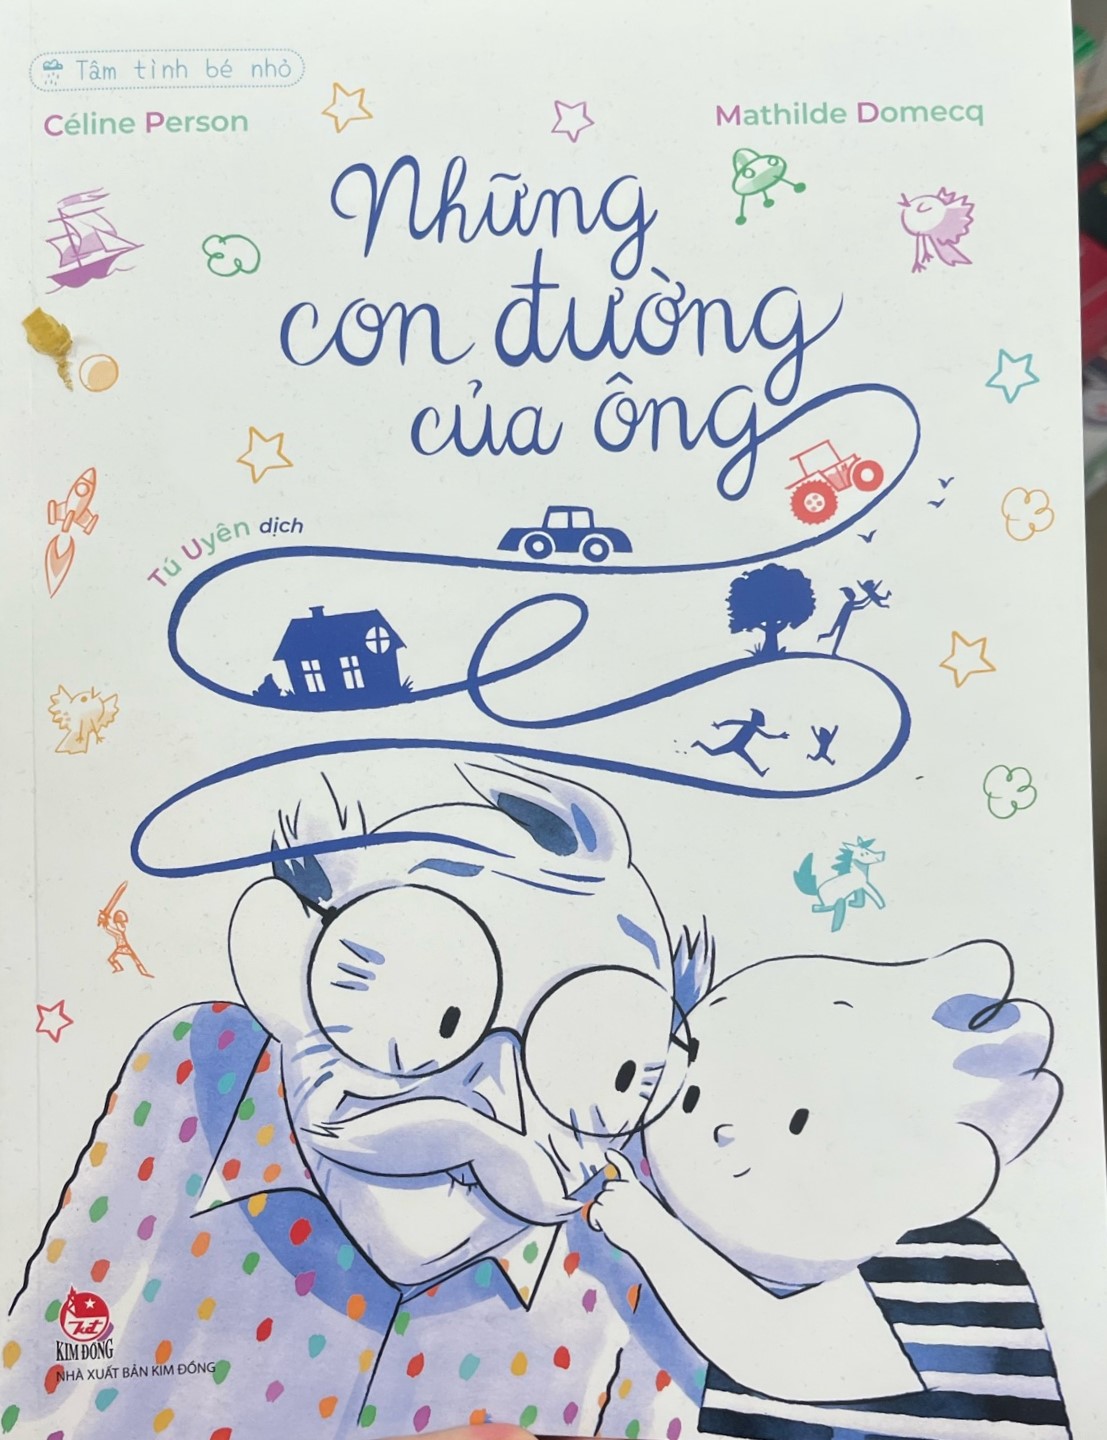 Tâm tình bé nhỏ
Céline Person
Mathilde Domecq
Những
con đường
của ông
Tú Uyên dịch
KIM ĐỒNG
NHÀ XUẤT BẢN KIM ĐỒNG